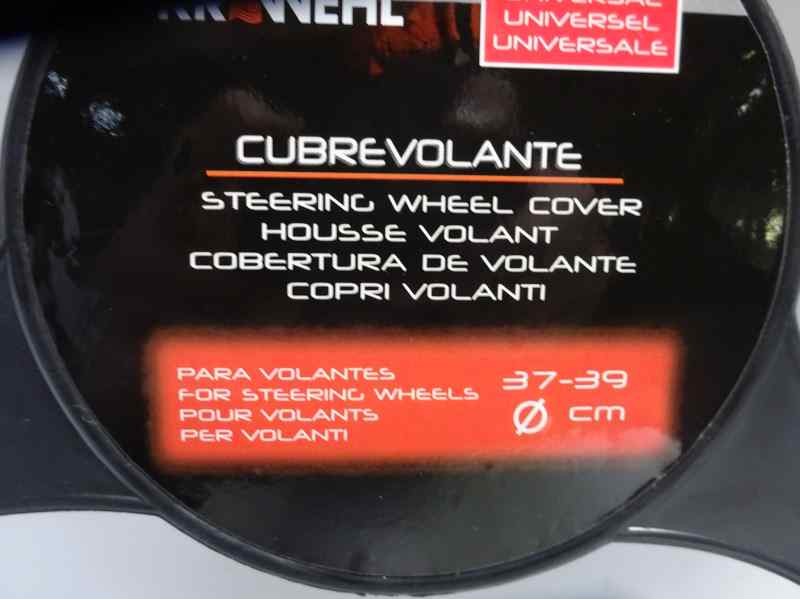 UNIVERSEL
UNIVERSALE
CUBREVOLANTE
STEERING WHEEL COVER
HOUSSE VOLANT
COBERTURA DE VOLANTE
COPRI VOLANTI
PARA VOLANTES
FOR STEERING WHEELS
POUR VOLANTS
PER VOLANTI
37-39
Ø cm